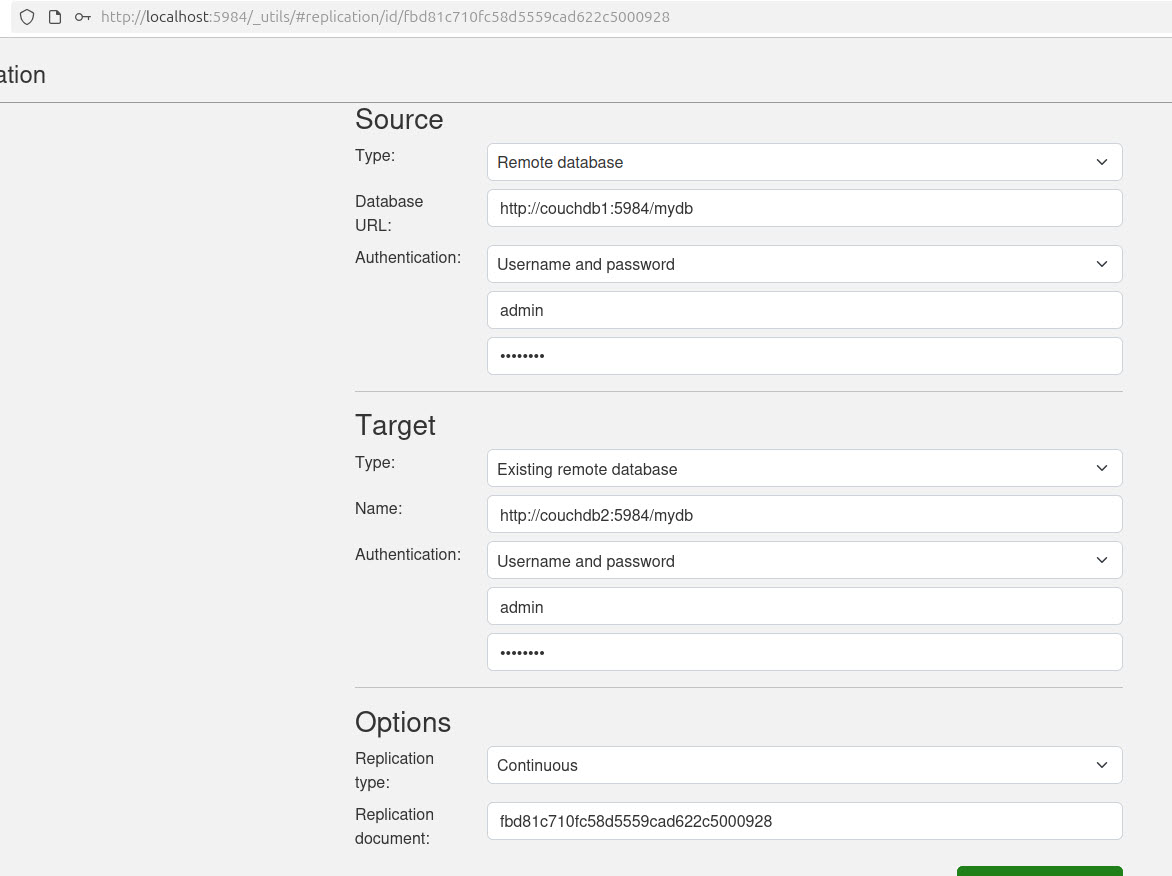 http://localhost:5984/_utils/#replication/id/fbd81c710fc58d5559cad622c5000928
ation
Source
Type:
Remote database
Database
URL:
http://couchdb1:5984/mydb
Authentication:
Username and password
admin
••••••••
Target
Type:
Existing remote database
Name:
http://couchdb2:5984/mydb
Authentication:
Username and password
admin
••••••••
Options
Replication
type:
Continuous
Replication
document:
fbd81c710fc58d5559cad622c5000928